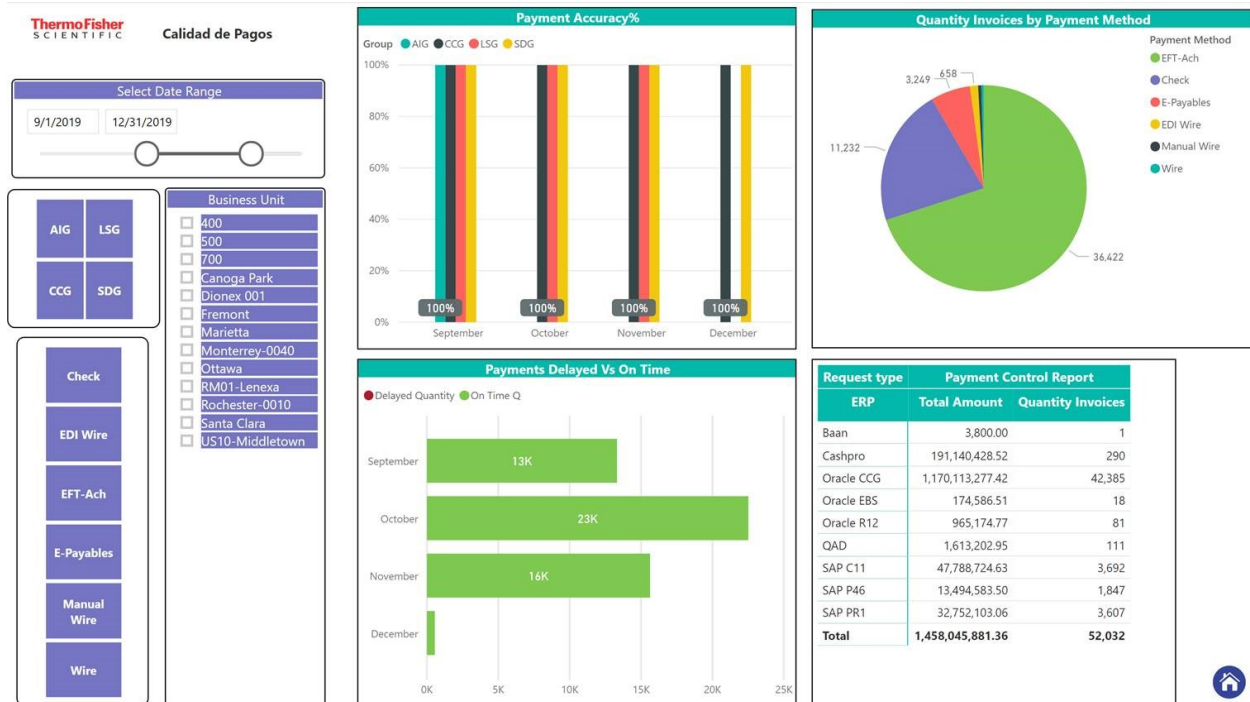 ThermoFisher
SCIENTIFIC
Calidad de Pagos
Select Date Range
9/1/2019 12/31/2019
AIG LSG
CCG SDG
Check
EDI Wire
EFT-Ach
E-Payables
Manual
Wire
Wire
Business Unit
400
500
700
Canoga Park
Dionex 001
Fremont
Marietta
Monterrey-0040
Ottawa
RM01-Lenexa
Rochester-0010
Santa Clara
US10-Middletown
Payment Accuracy%
Group AIG CCG LSG SDG
100%
80%
60%
40%
20%
0%
100% 100% 100% 100%
September October November December
Quantity Invoices by Payment Method
Payment Method
EFT-Ach
Check
E-Payables
EDI Wire
Manual Wire
Wire
658
3,249
11,232
36,422
Payments Delayed Vs On Time
Delayed Quantity On Time Q
September 13K
October 23K
November 16K
December
0K 5K 10K 15K 20K 25K
Request type Payment Control Report
ERP Total Amount Quantity Invoices
Baan 3,800.00 1
Cashpro 191,140,428.52 290
Oracle CCG 1,170,113,277.42 42,385
Oracle EBS 174,586.51 18
Oracle R12 965,174.77 81
QAD 1,613,202.95 111
SAP C11 47,788,724.63 3,692
SAP P46 13,494,583.50 1,847
SAP PR1 32,752,103.06 3,607
Total 1,458,045,881.36 52,032